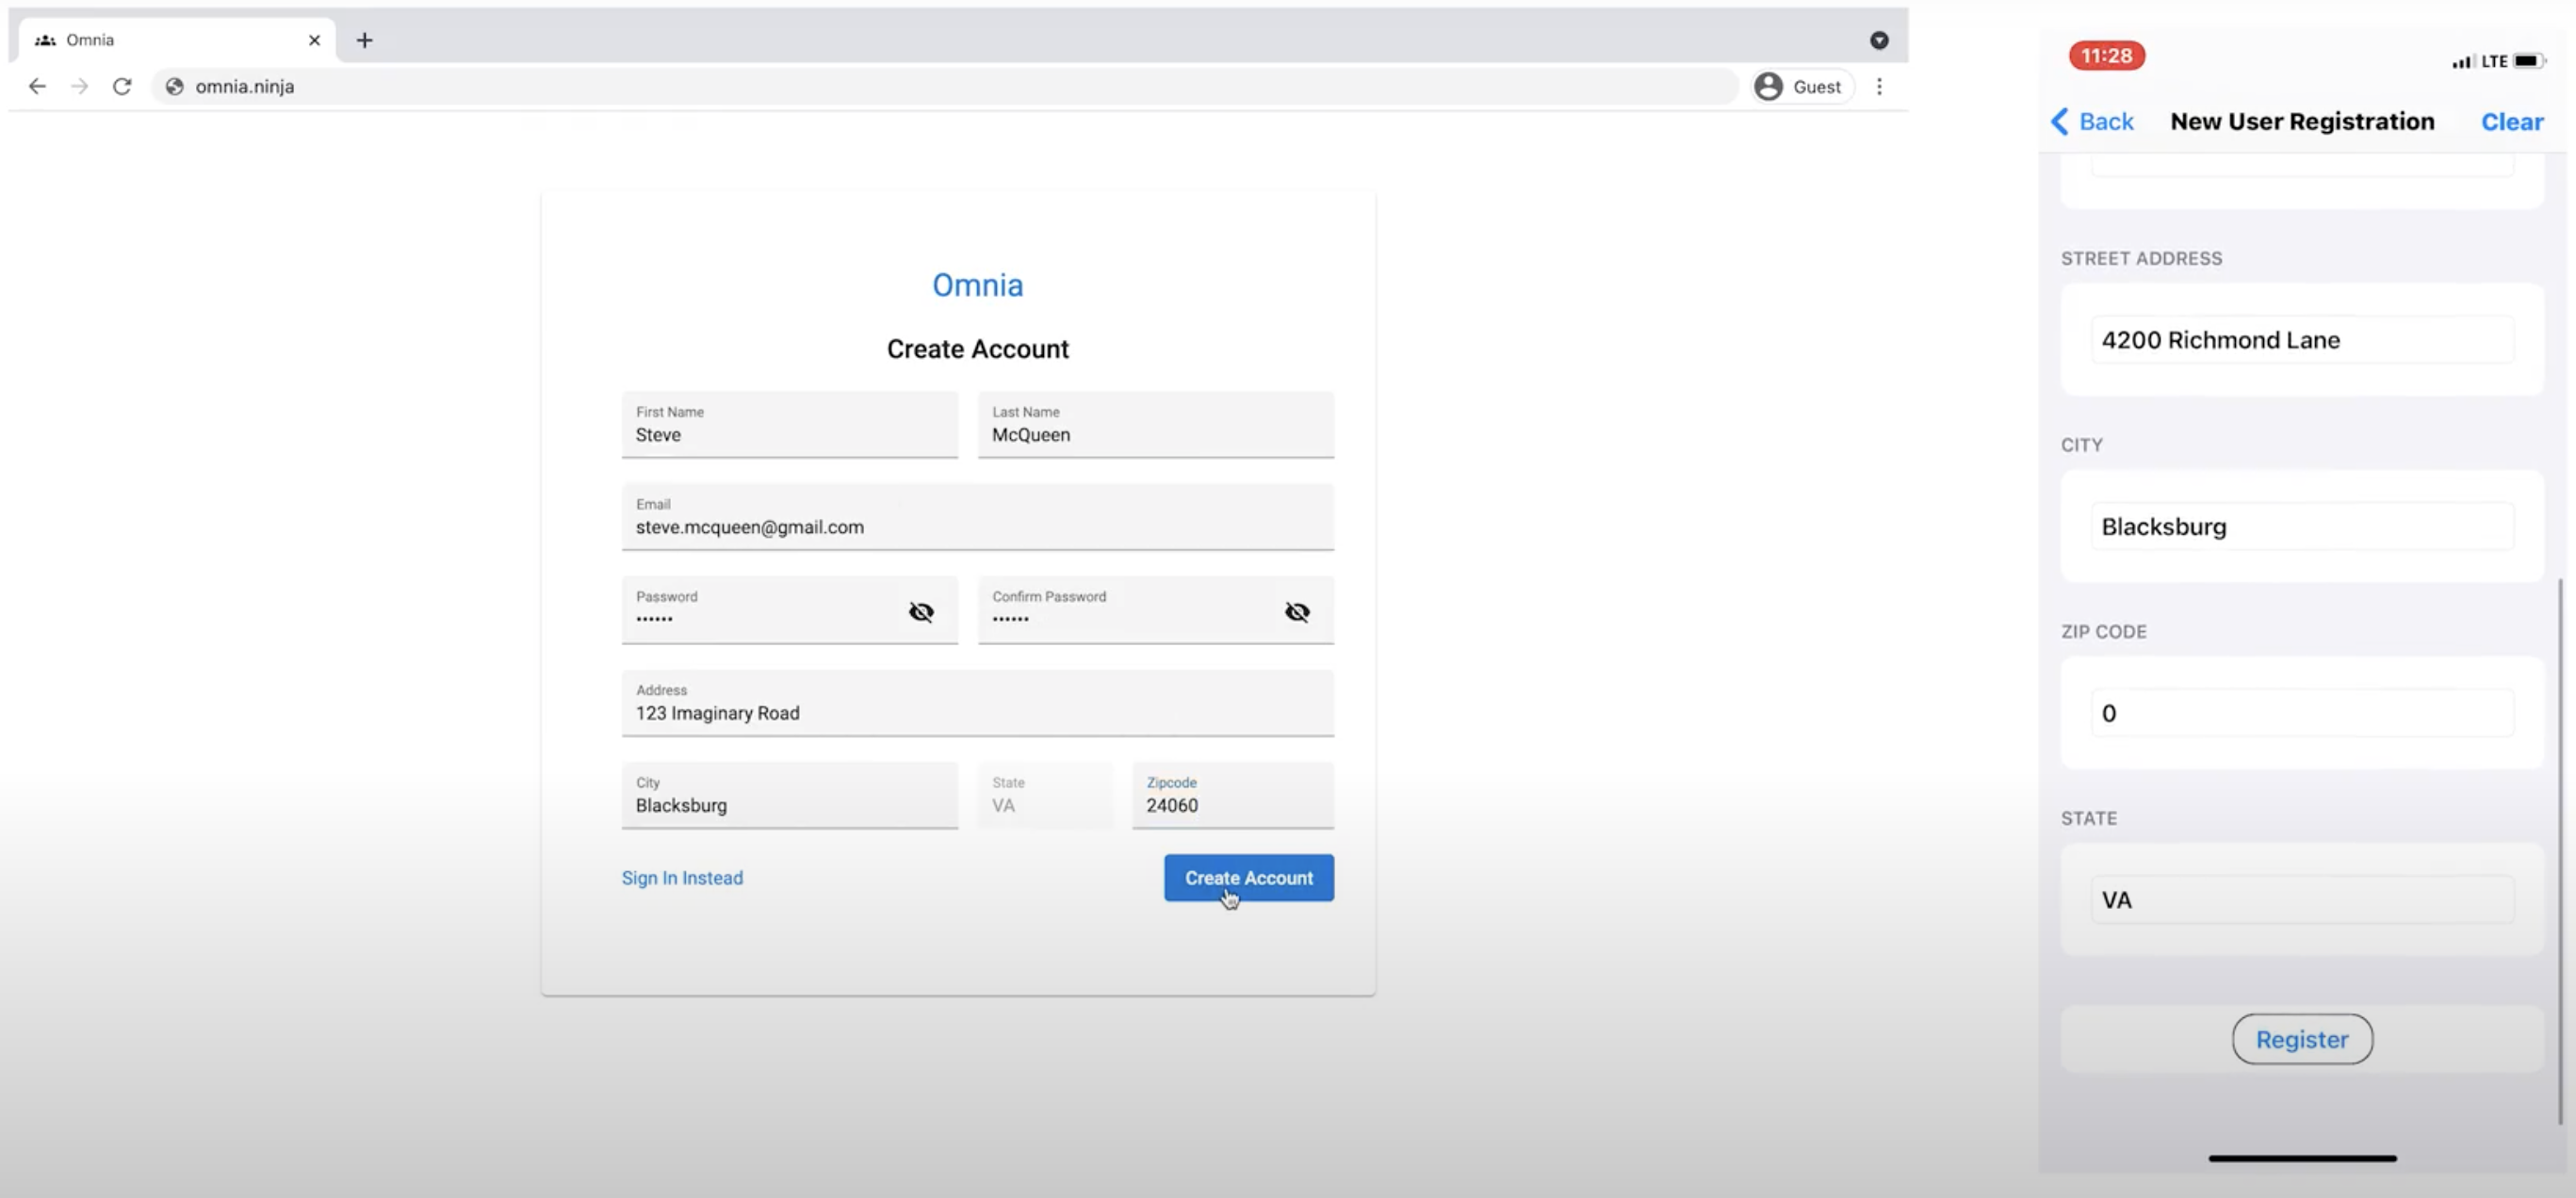 Omnia
omnia.ninja
Guest
Omnia
Create Account
First Name
Steve
Last Name
McQueen
Email
steve.mcqueen@gmail.com
Password
••••••
Confirm Password
••••••
Address
123 Imaginary Road
City
Blacksburg
State
VA
Zipcode
24060
Sign In Instead
Create Account
11:28
LTE
Back
New User Registration
Clear
STREET ADDRESS
4200 Richmond Lane
CITY
Blacksburg
ZIP CODE
0
STATE
VA
Register